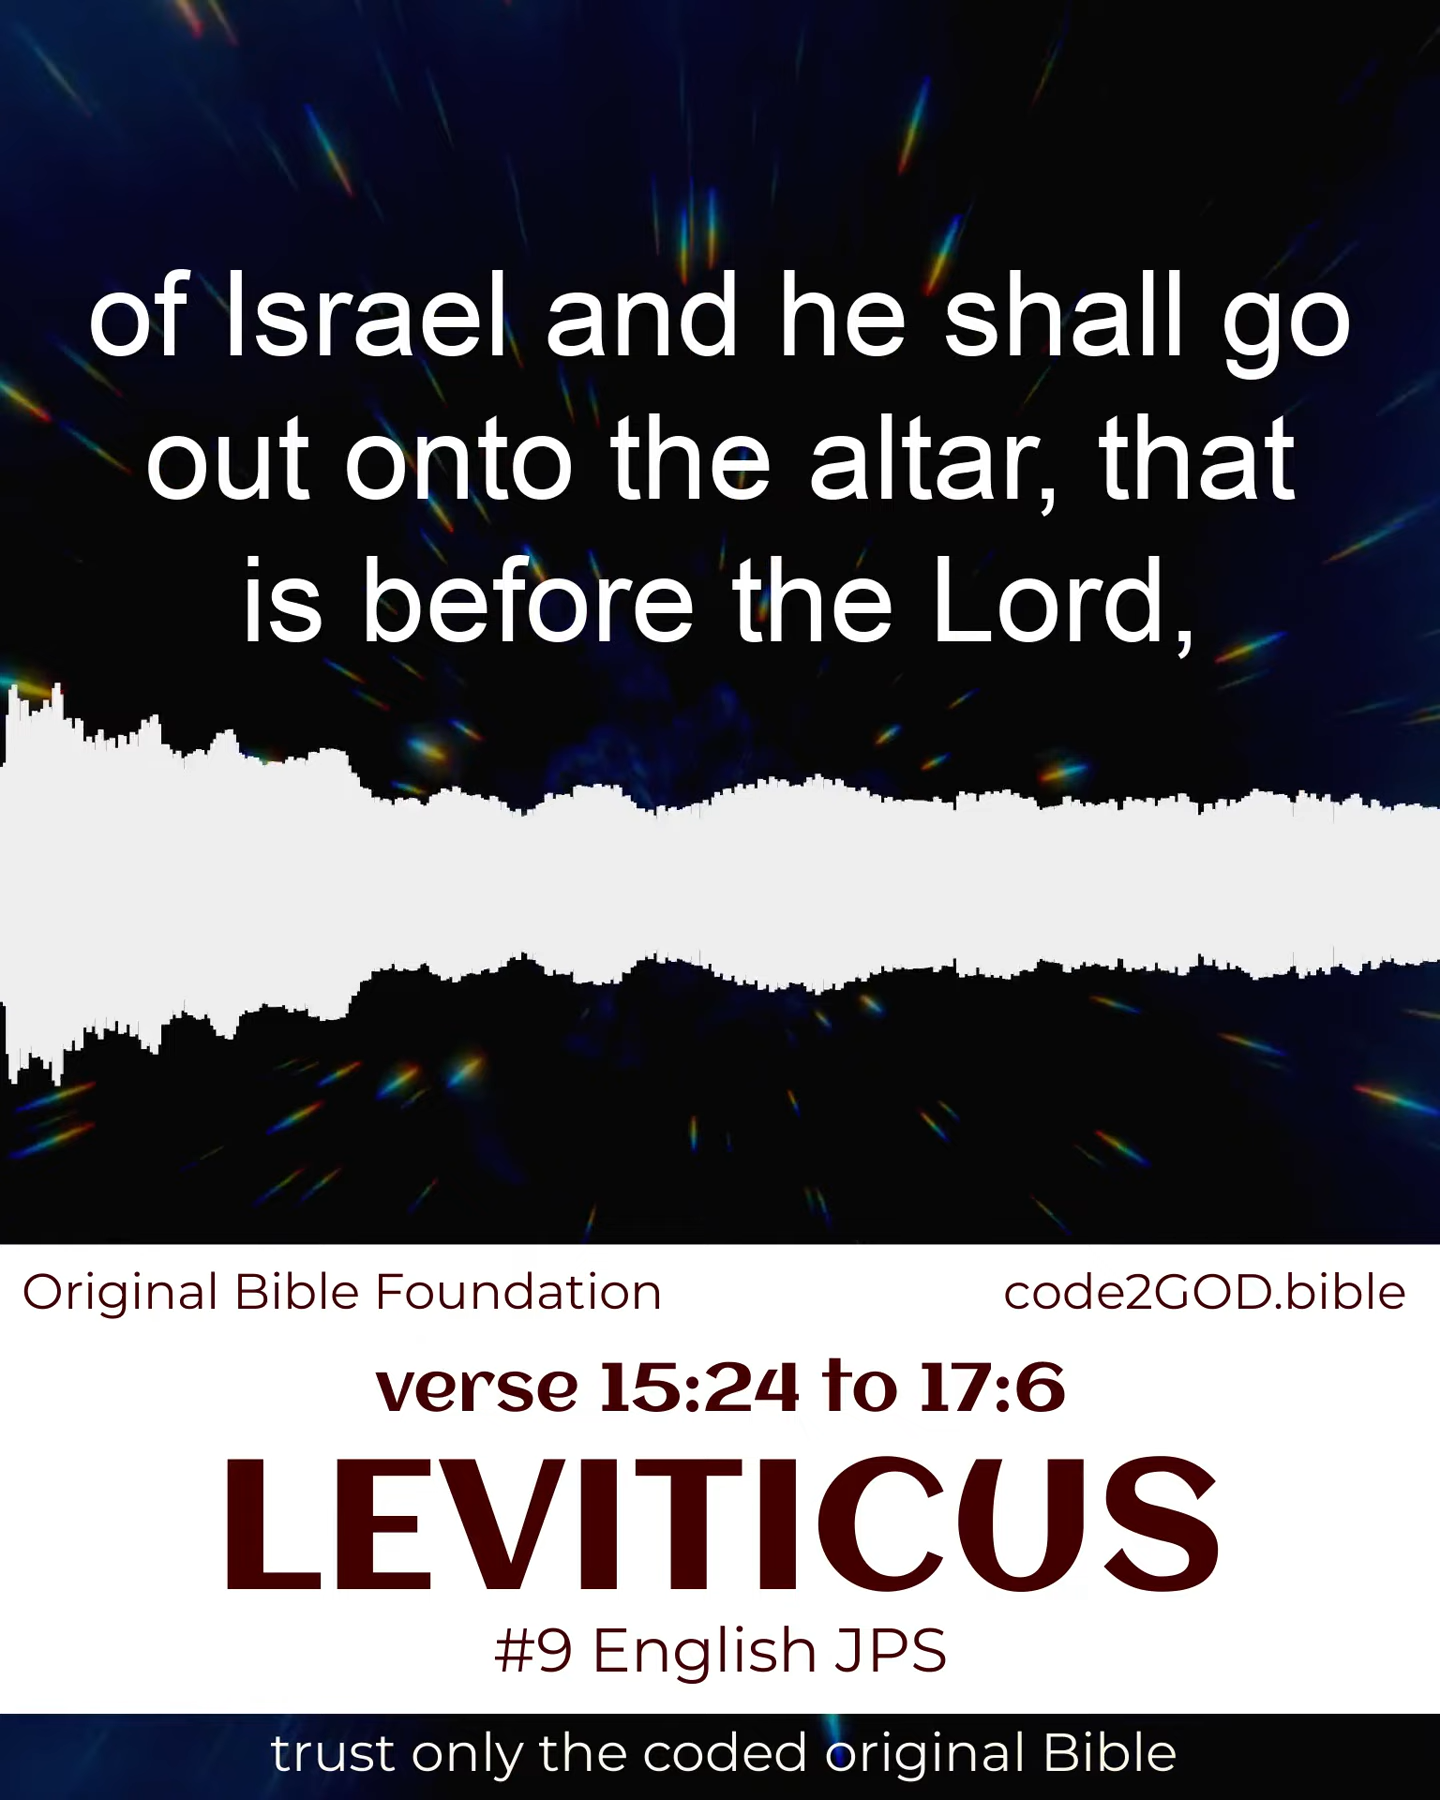 of Israel and he shall go
out onto the altar, that
is before the Lord,
Original Bible Foundation
code2GOD.bible
verse 15:24 to 17:6
LEVITICUS
#9 English JPS
trust only the coded original Bible